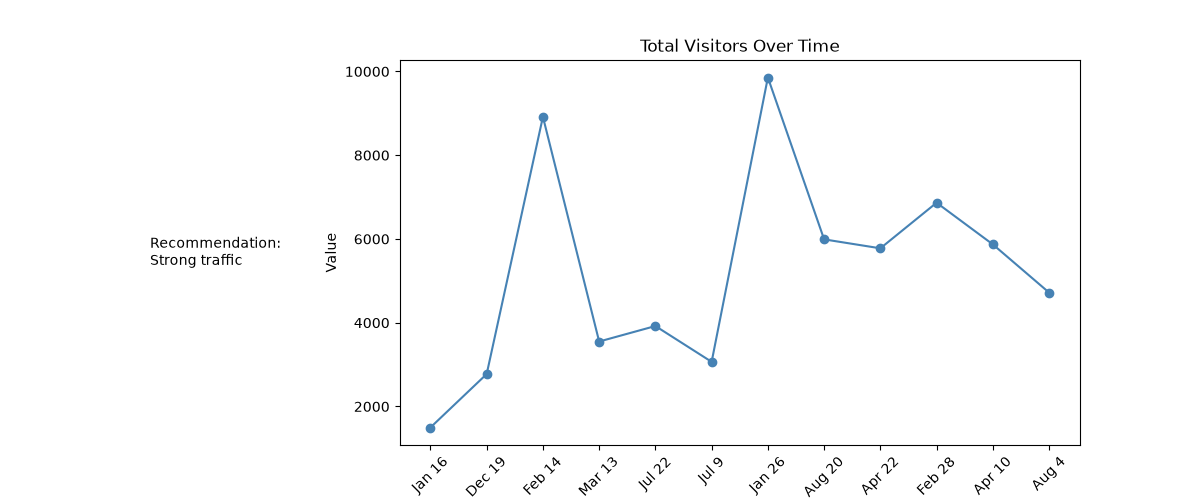 Total Visitors Over Time
Recommendation:
Strong traffic
Value
10000
8000
6000
4000
2000
Jan 16
Dec 19
Feb 14
Mar 13
Jul 22
Jul 9
Jan 26
Aug 20
Apr 22
Feb 28
Apr 10
Aug 4